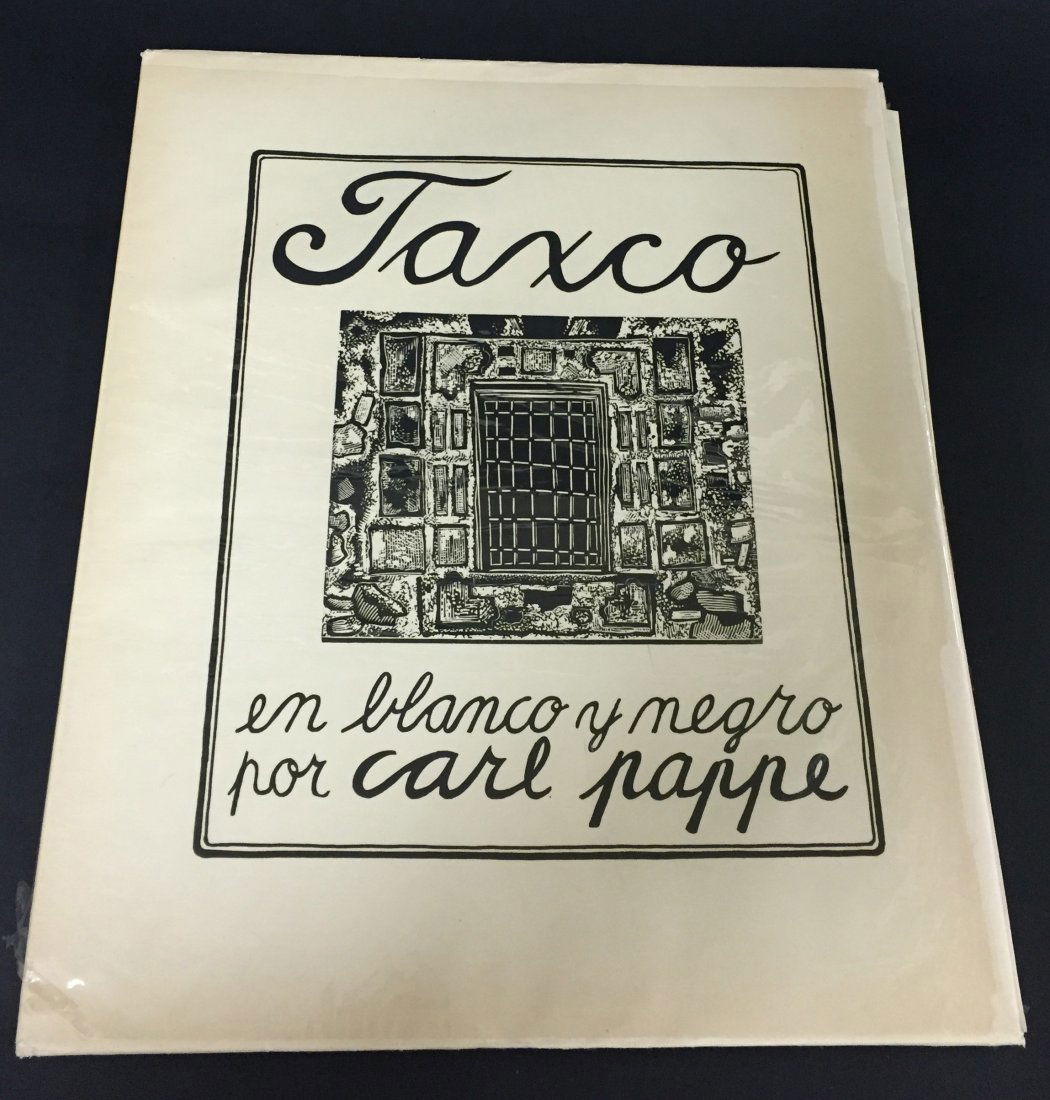 Taxco
en blanco y negro
por carl pappe